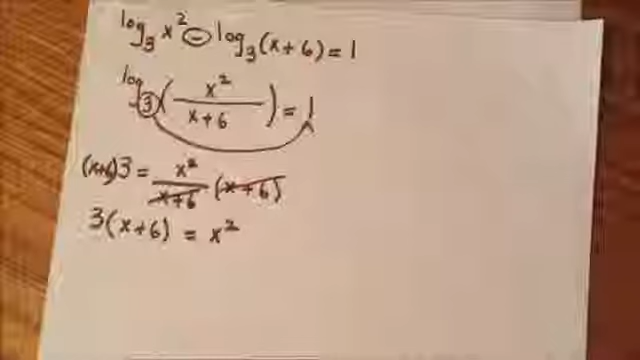 log₃ x² - log₃(x+6) = 1
log₃(x²/(x+6)) = 1
(x+6)3 = x²/(x+6) (x+6)
3(x+6) = x²